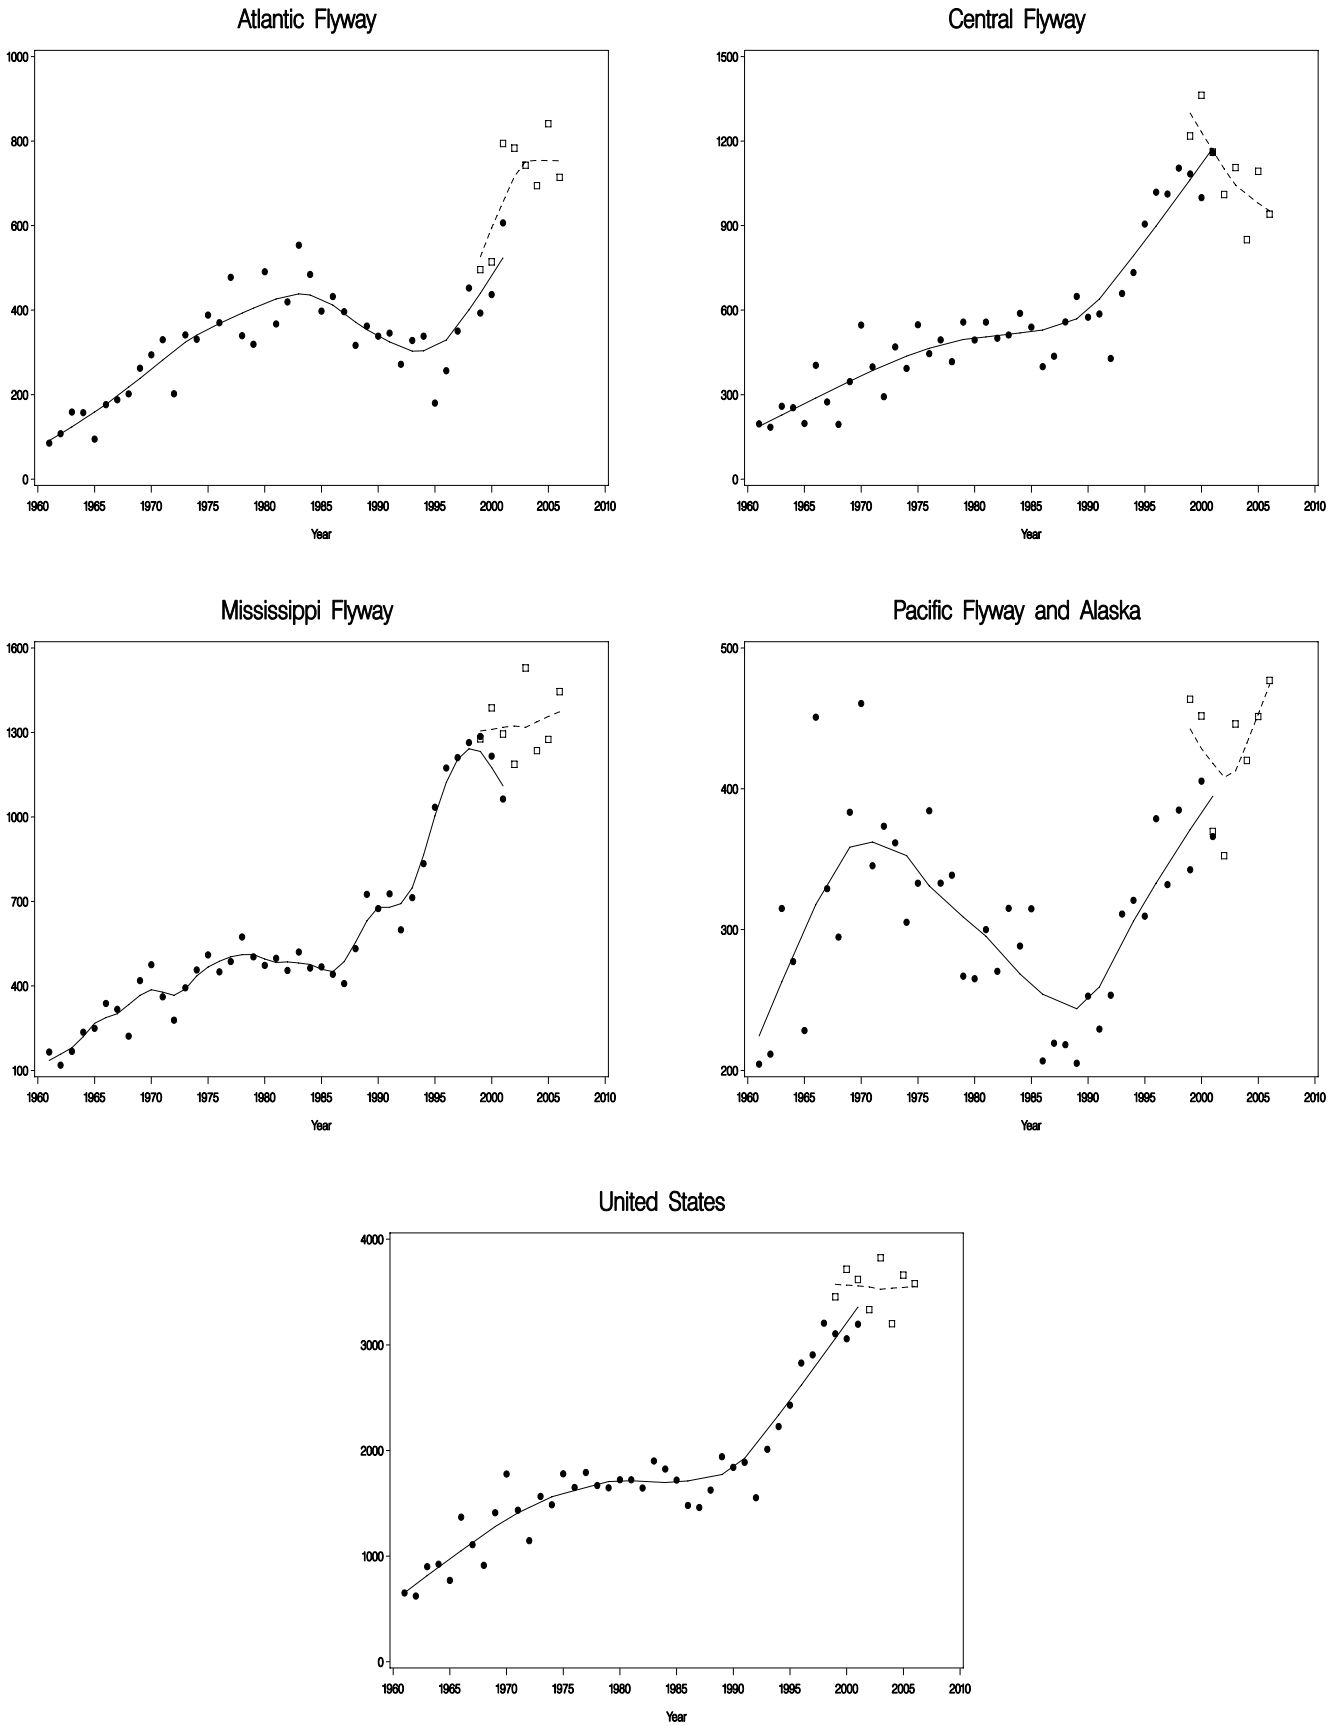 Atlantic Flyway
1000
800
600
400
200
0
1960 1965 1970 1975 1980 1985 1990 1995 2000 2005 2010
Year
Central Flyway
1500
1200
900
600
300
0
1960 1965 1970 1975 1980 1985 1990 1995 2000 2005 2010
Year
Mississippi Flyway
1600
1300
1000
700
400
100
1960 1965 1970 1975 1980 1985 1990 1995 2000 2005 2010
Year
Pacific Flyway and Alaska
500
400
300
200
1960 1965 1970 1975 1980 1985 1990 1995 2000 2005 2010
Year
United States
4000
3000
2000
1000
0
1960 1965 1970 1975 1980 1985 1990 1995 2000 2005 2010
Year